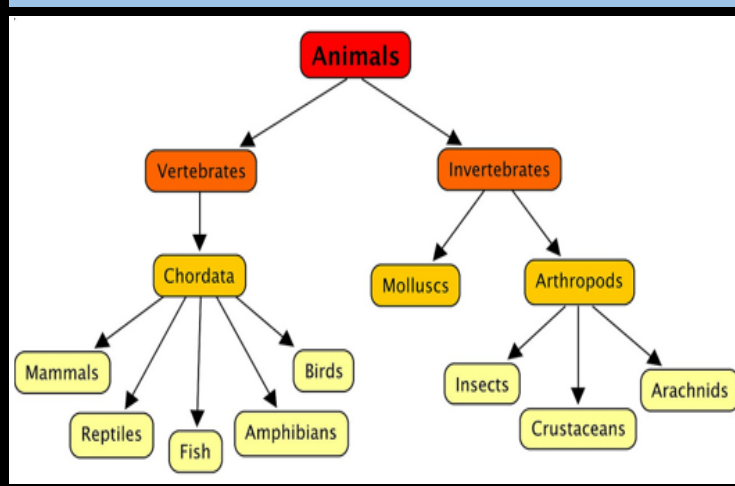 Animals
Vertebrates
Invertebrates
Chordata
Molluscs
Arthropods
Mammals
Reptiles
Fish
Amphibians
Birds
Insects
Crustaceans
Arachnids